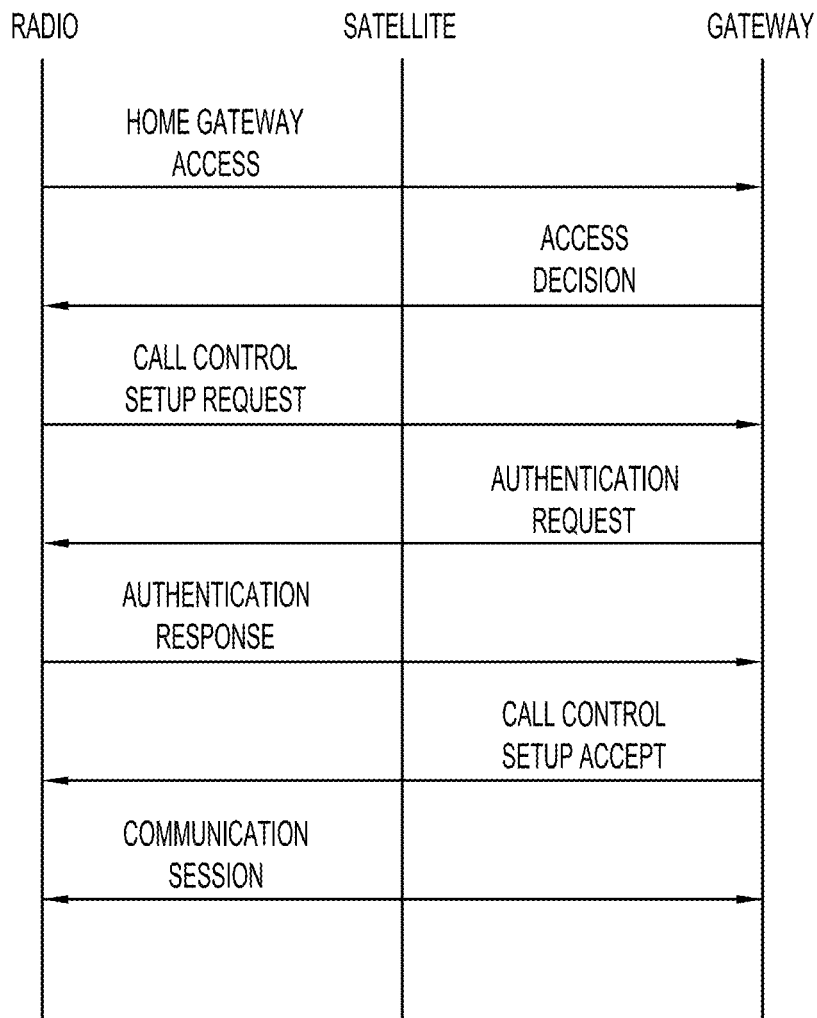 RADIO SATELLITE GATEWAY
HOME GATEWAY
ACCESS
ACCESS
DECISION
CALL CONTROL
SETUP REQUEST
AUTHENTICATION
REQUEST
AUTHENTICATION
RESPONSE
CALL CONTROL
SETUP ACCEPT
COMMUNICATION
SESSION